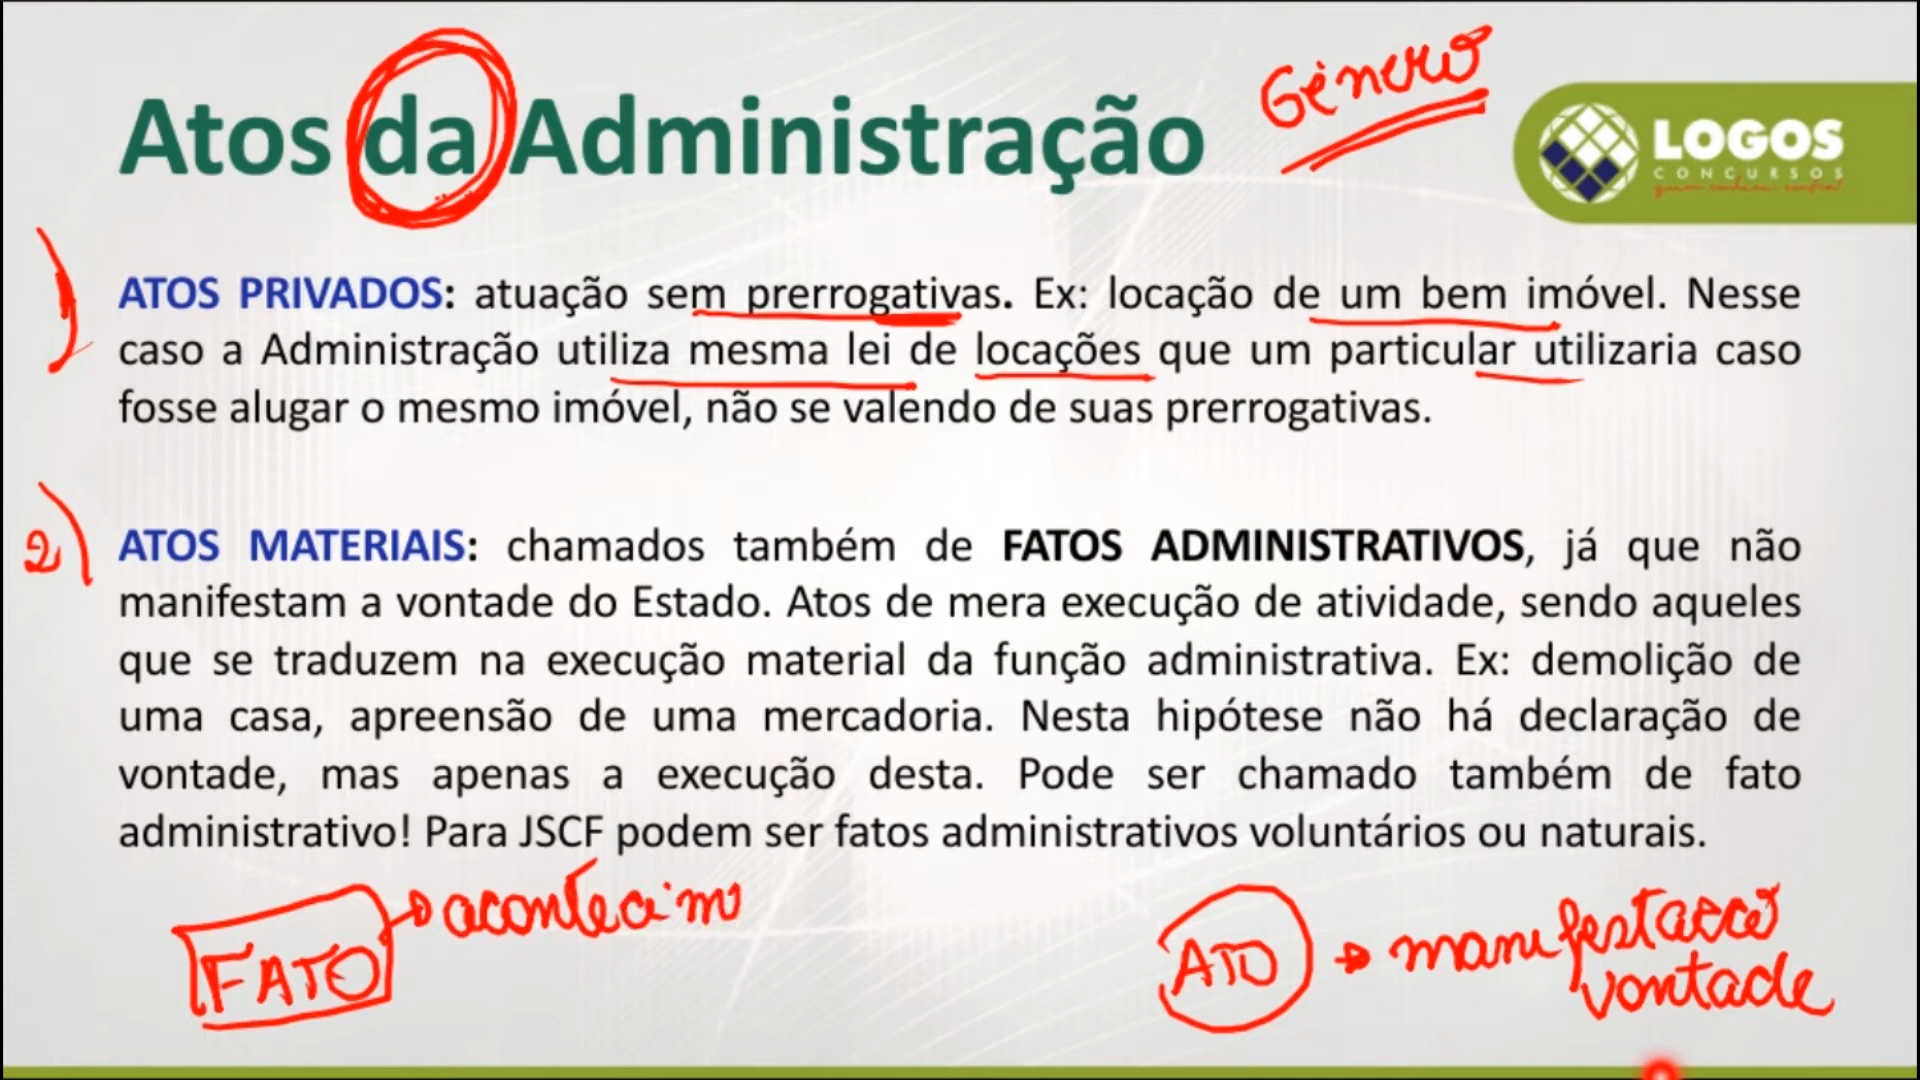 Atos da Administração
Gênero
LOGOS
CONCURSOS
1)
ATOS PRIVADOS: atuação sem prerrogativas. Ex: locação de um bem imóvel. Nesse
caso a Administração utiliza mesma lei de locações que um particular utilizaria caso
fosse alugar o mesmo imóvel, não se valendo de suas prerrogativas.
2)
ATOS MATERIAIS: chamados também de FATOS ADMINISTRATIVOS, já que não
manifestam a vontade do Estado. Atos de mera execução de atividade, sendo aqueles
que se traduzem na execução material da função administrativa. Ex: demolição de
uma casa, apreensão de uma mercadoria. Nesta hipótese não há declaração de
vontade, mas apenas a execução desta. Pode ser chamado também de fato
administrativo! Para JSCF podem ser fatos administrativos voluntários ou naturais.
FATO → acontecim
ATO → manifestação
vontade